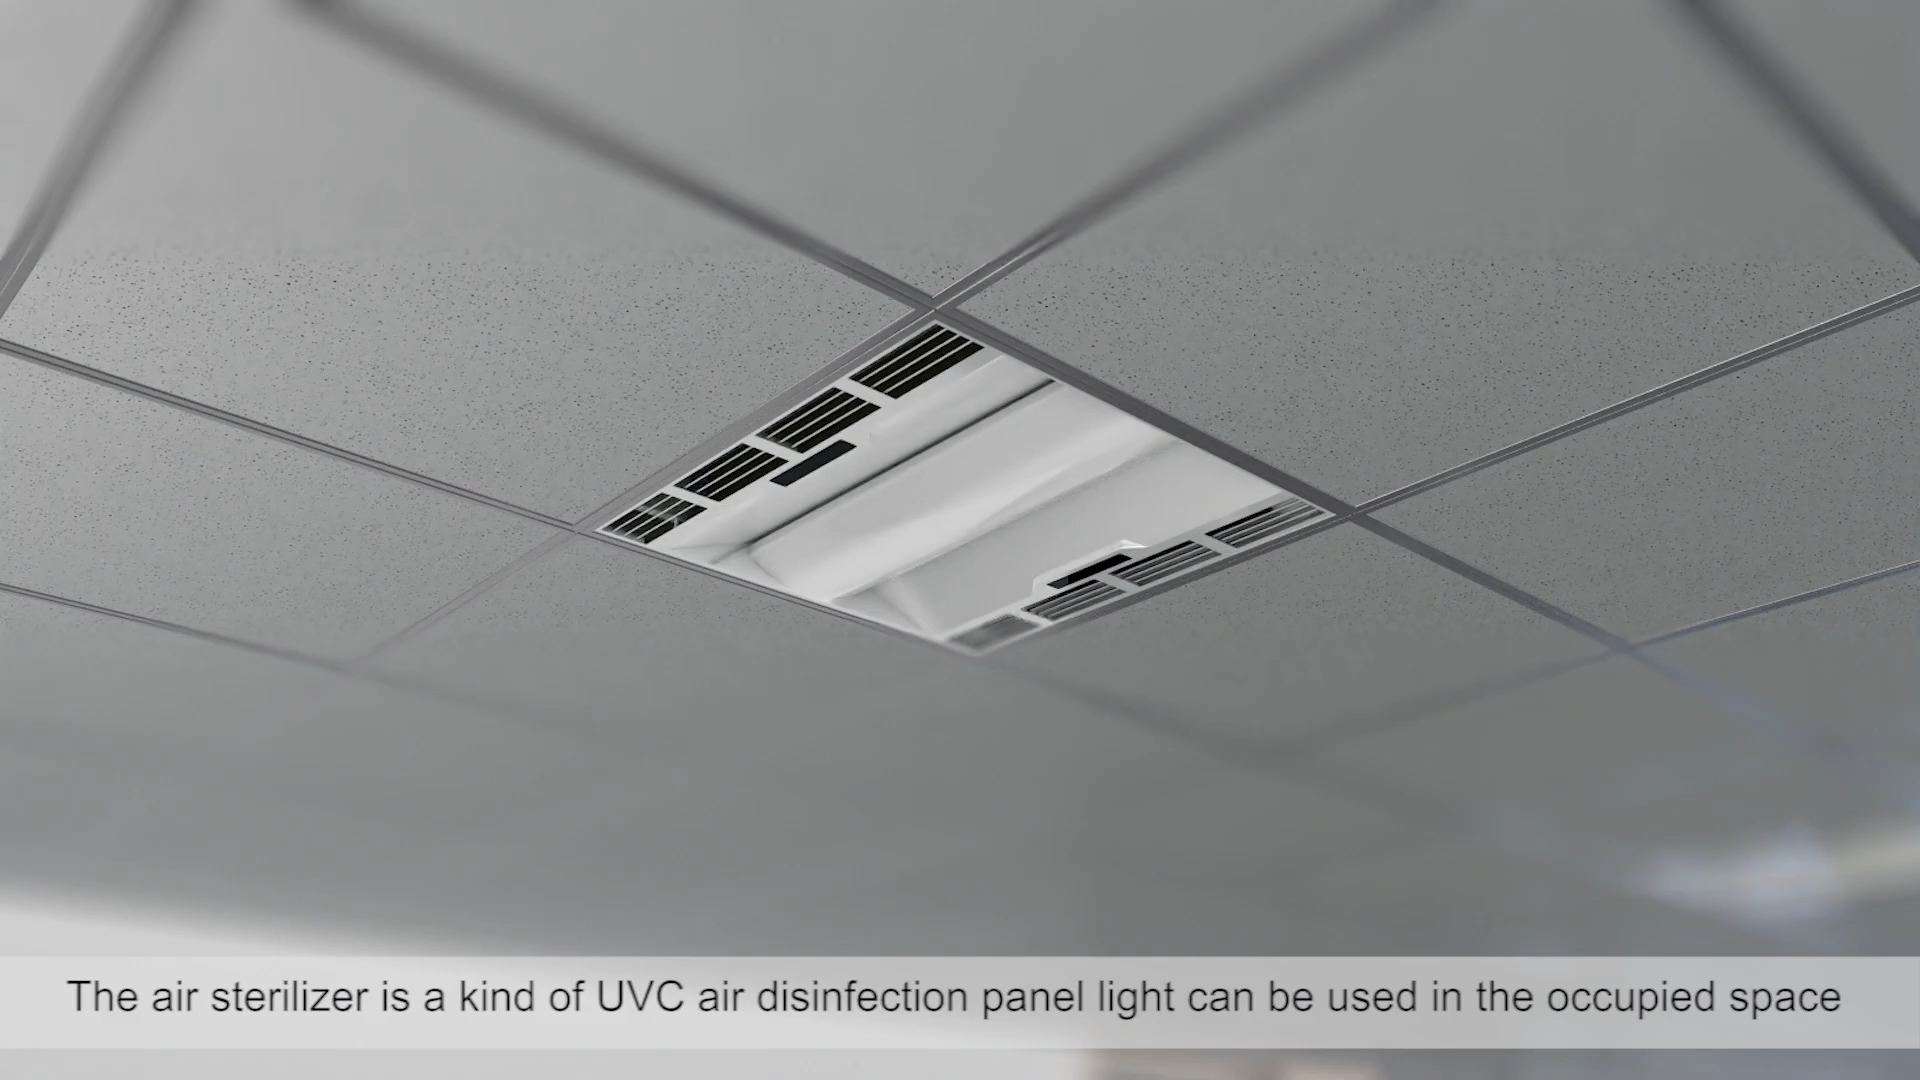 The air sterilizer is a kind of UVC air disinfection panel light can be used in the occupied space